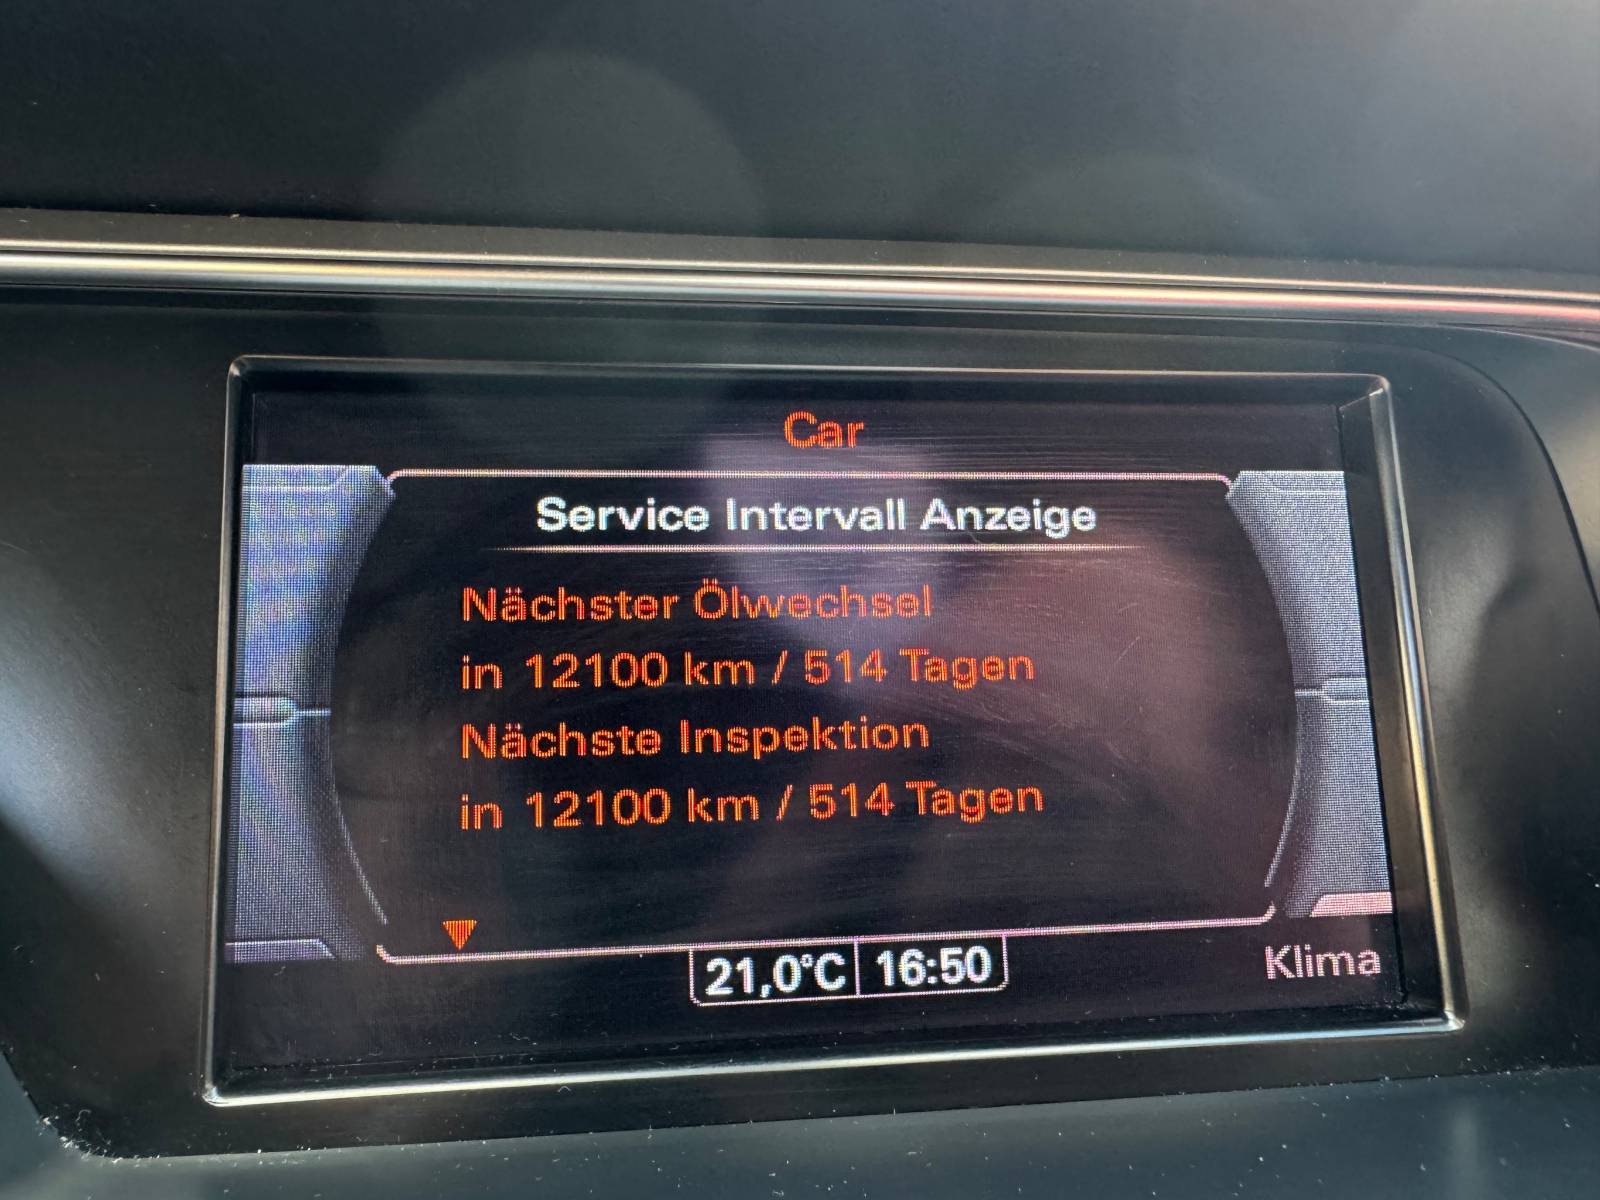 Car
Service Intervall Anzeige
Nächster Ölwechsel
in 12100 km / 514 Tagen
Nächste Inspektion
in 12100 km / 514 Tagen
21,0°C 16:50
Klima